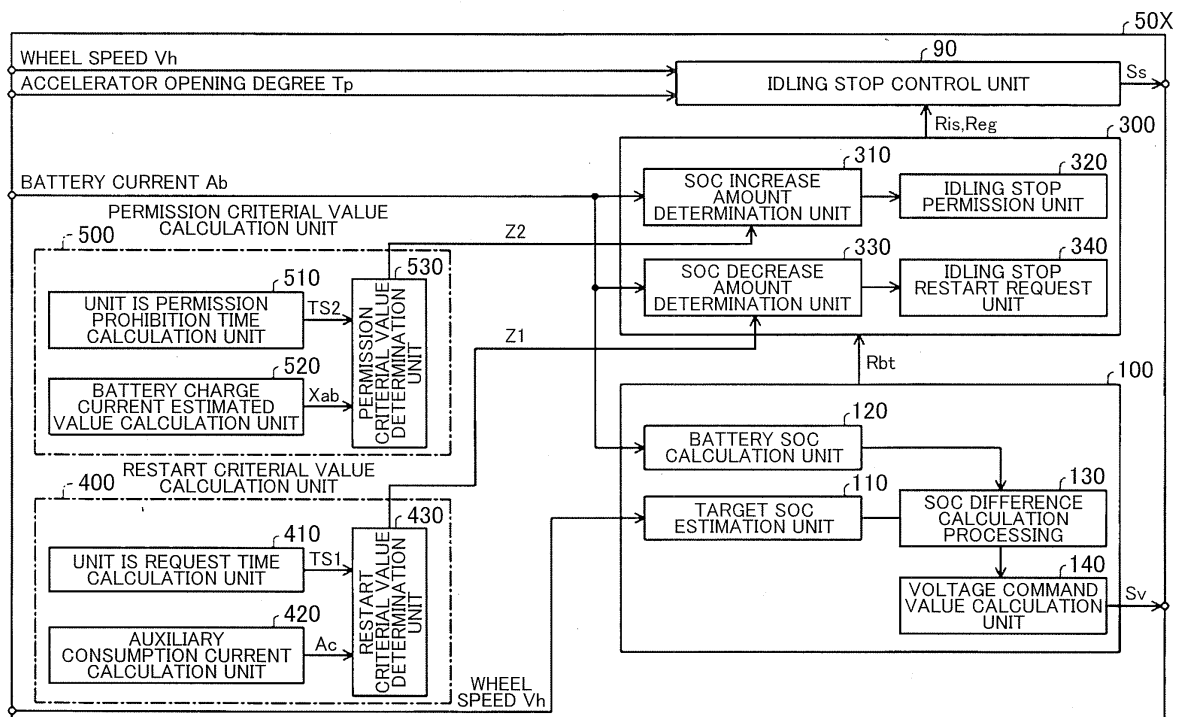 50X
WHEEL SPEED Vh
ACCELERATOR OPENING DEGREE Tp
90
IDLING STOP CONTROL UNIT
Ss
Ris,Reg
300
BATTERY CURRENT Ab
310
SOC INCREASE
AMOUNT
DETERMINATION UNIT
320
IDLING STOP
PERMISSION UNIT
PERMISSION CRITERIAL VALUE
CALCULATION UNIT
500
Z2
510
UNIT IS PERMISSION
PROHIBITION TIME
CALCULATION UNIT
TS2
530
PERMISSION
CRITERIAL VALUE
DETERMINATION
UNIT
330
SOC DECREASE
AMOUNT
DETERMINATION UNIT
340
IDLING STOP
RESTART REQUEST
UNIT
Z1
520
BATTERY CHARGE
CURRENT ESTIMATED
VALUE CALCULATION UNIT
Xab
Rbt
100
120
BATTERY SOC
CALCULATION UNIT
RESTART CRITERIAL VALUE
CALCULATION UNIT
400
110
TARGET SOC
ESTIMATION UNIT
130
SOC DIFFERENCE
CALCULATION
PROCESSING
410
UNIT IS REQUEST TIME
CALCULATION UNIT
TS1
430
RESTART
CRITERIAL VALUE
DETERMINATION
UNIT
140
VOLTAGE COMMAND
VALUE CALCULATION
UNIT
Sv
420
AUXILIARY
CONSUMPTION CURRENT
CALCULATION UNIT
Ac
WHEEL
SPEED Vh